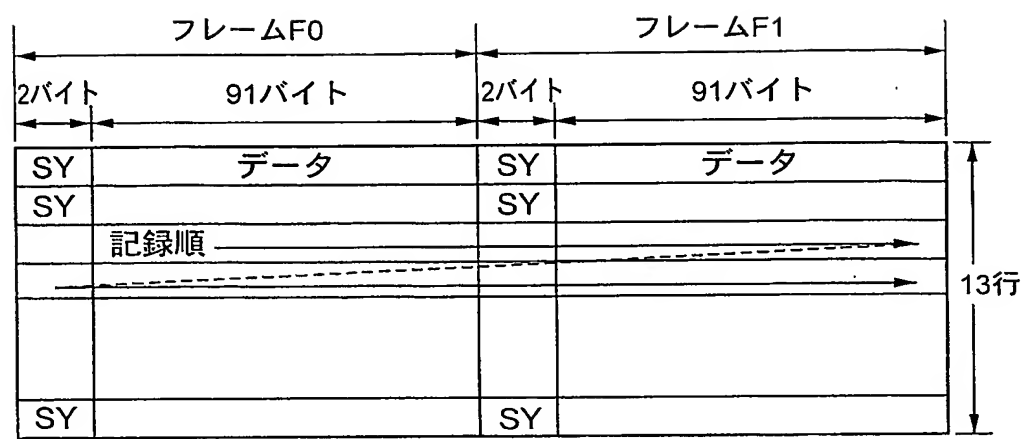 フレームF0 フレームF1
2バイト 91バイト 2バイト 91バイト
SY データ SY データ
SY SY
記録順
13行
SY SY